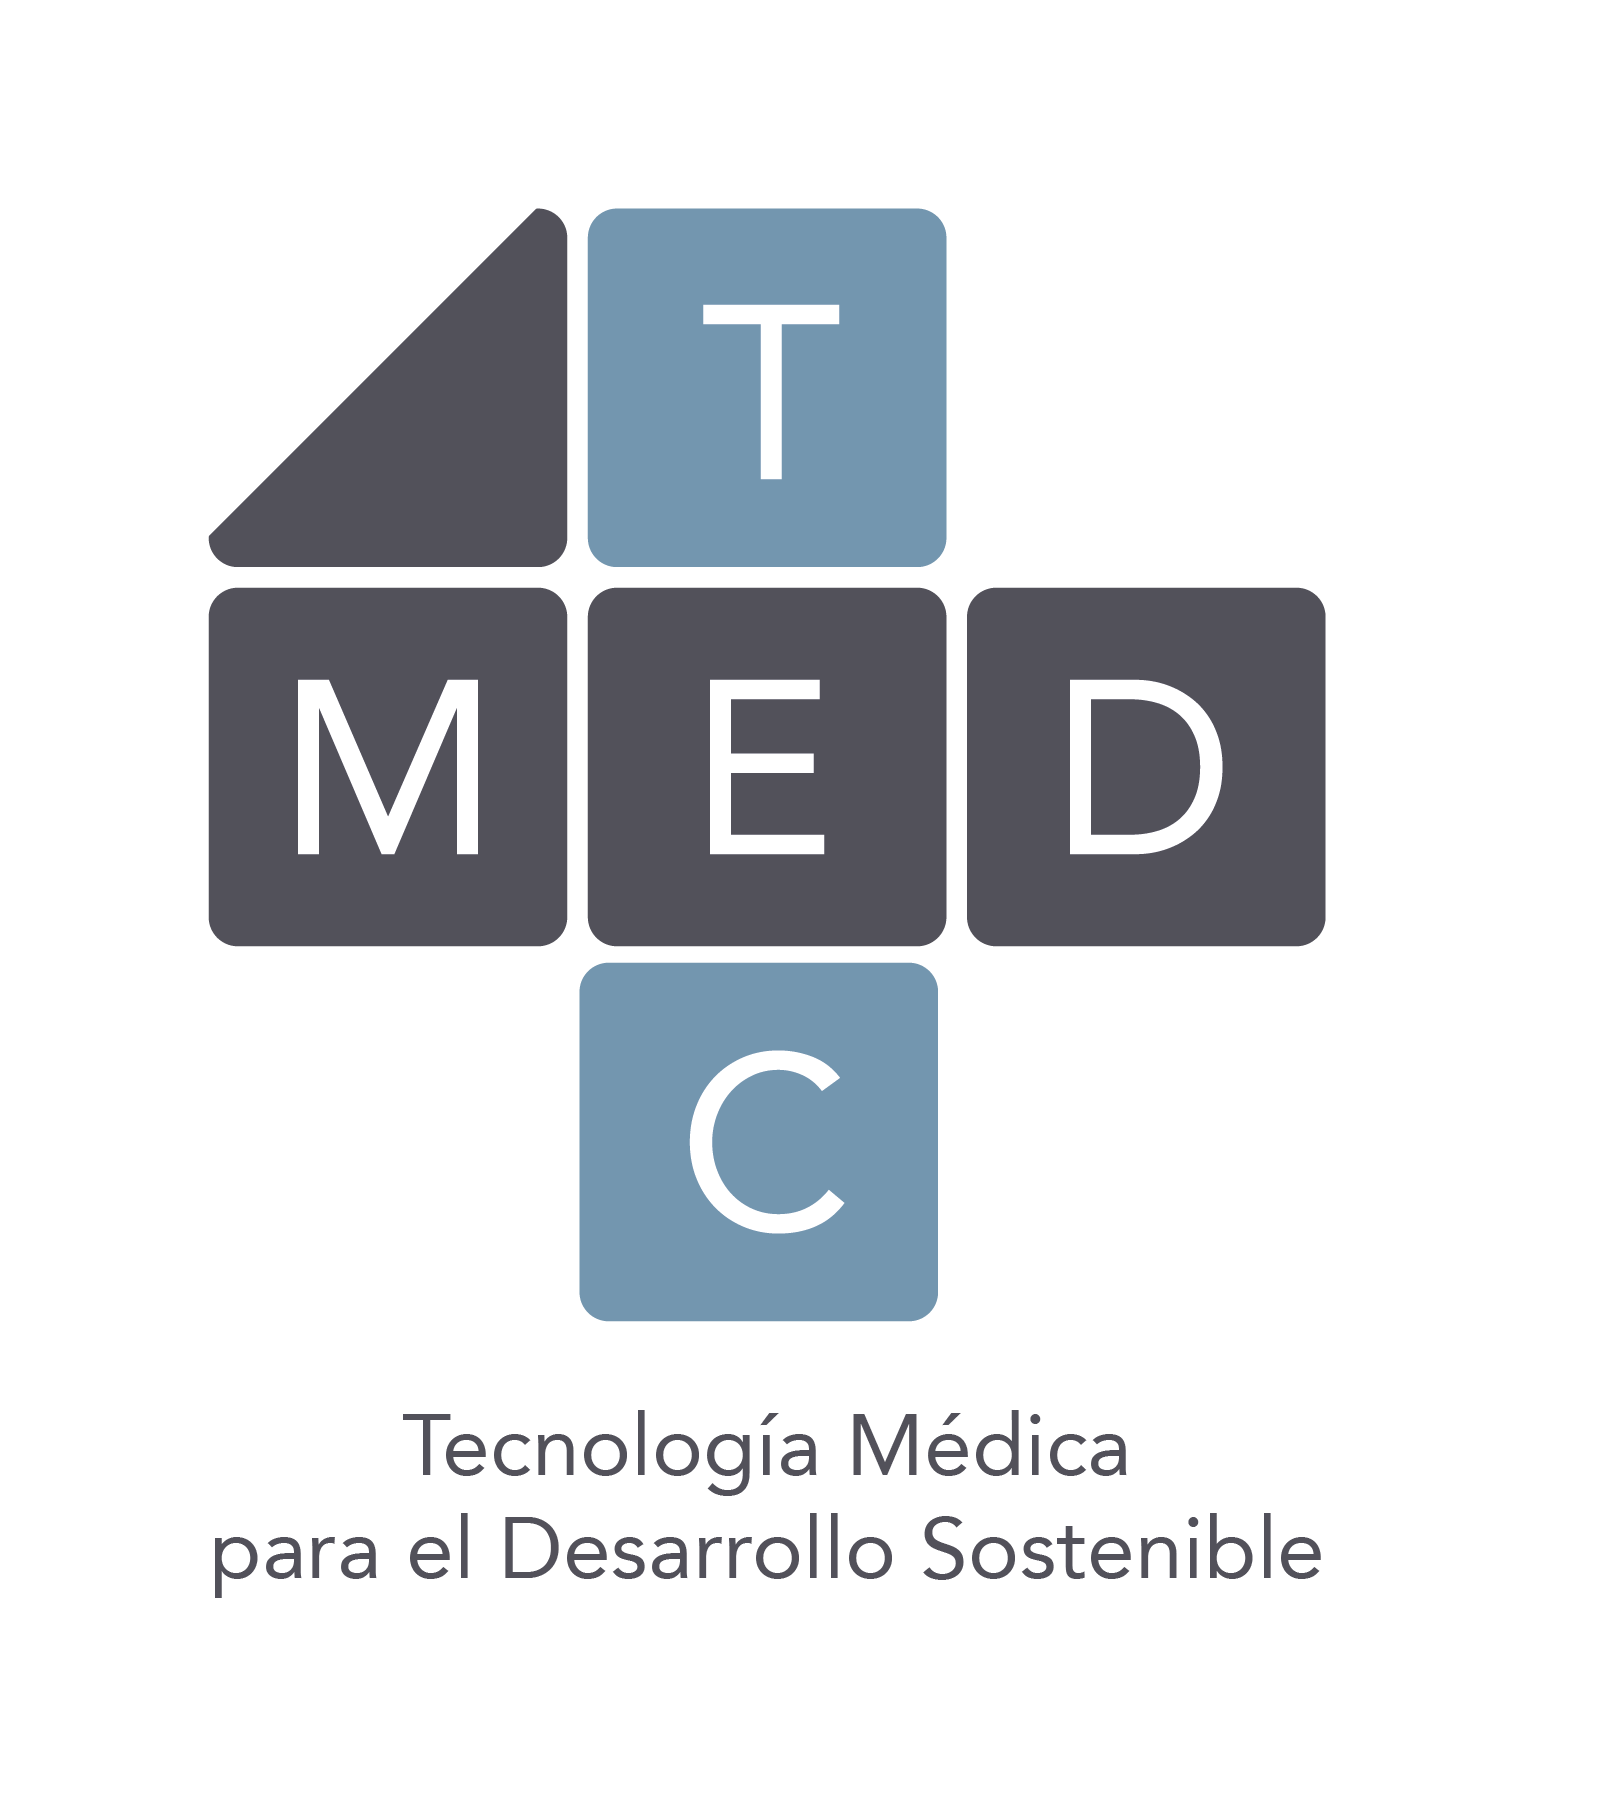 T
MED
C
Tecnología Médica
para el Desarrollo Sostenible